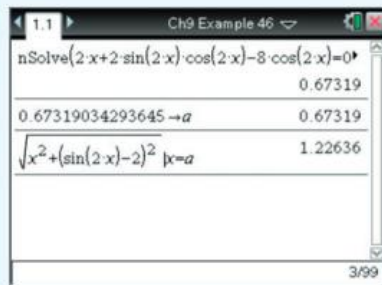 1.1 Ch9 Example 46
nSolve(2·x+2·sin(2·x)·cos(2·x)−8·cos(2·x)=0
0.67319
0.67319034293645→a 0.67319
√x²+(sin(2·x)−2)² |x=a 1.22636
3/99